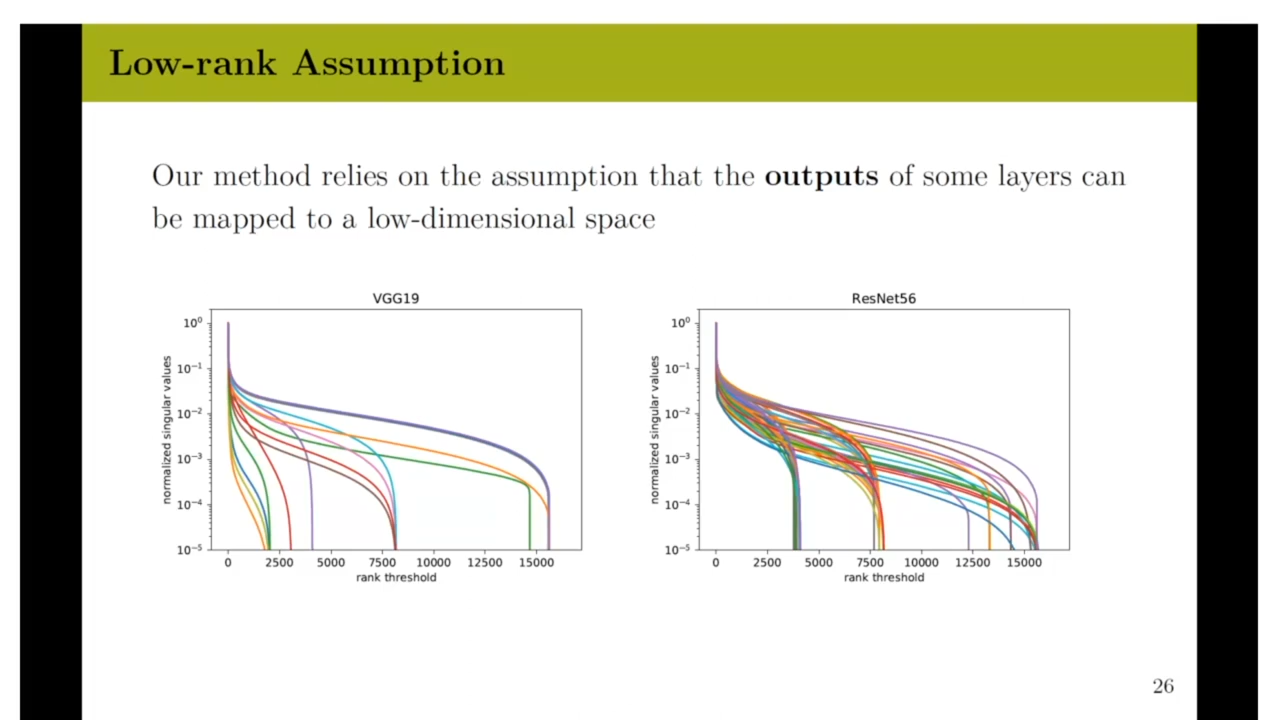 Low-rank Assumption
Our method relies on the assumption that the outputs of some layers can
be mapped to a low-dimensional space
VGG19
normalized singular values
10⁰
10⁻¹
10⁻²
10⁻³
10⁻⁴
10⁻⁵
0 2500 5000 7500 10000 12500 15000
rank threshold
ResNet56
normalized singular values
10⁰
10⁻¹
10⁻²
10⁻³
10⁻⁴
10⁻⁵
0 2500 5000 7500 10000 12500 15000
rank threshold
26